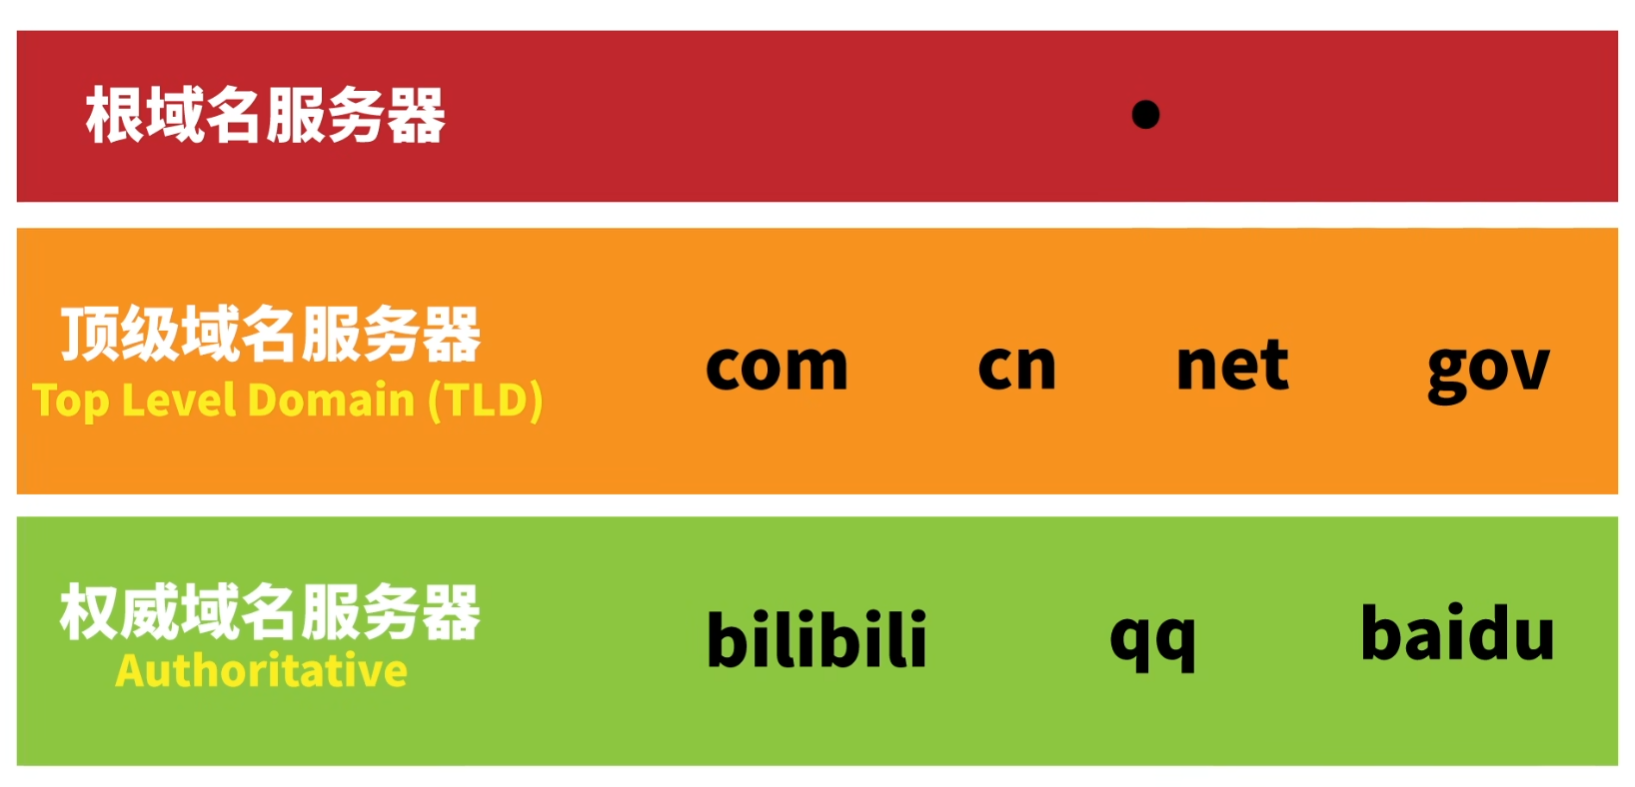 根域名服务器
•
顶级域名服务器
Top Level Domain (TLD)
com cn net gov
权威域名服务器
Authoritative
bilibili qq baidu